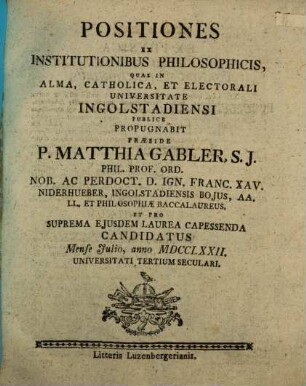 POSITIONES
EX
INSTITUTIONIBUS PHILOSOPHICIS,
QUAS IN
ALMA, CATHOLICA, ET ELECTORALI
UNIVERSITATE
INGOLSTADIENSI
PUBLICE
PROPUGNABIT
PRÆSIDE
P. MATTHIA GABLER, S. J.
PHIL. PROF. ORD.
NOB. AC PERDOCT. D. IGN. FRANC. XAV.
NIDERHUEBER, INGOLSTADIENSIS BOJUS, AA.
LL. ET PHILOSOPHIÆ BACCALAUREUS,
ET PRO
SUPREMA EJUSDEM LAUREA CAPESSENDA
CANDIDATUS
Mense Julio, anno MDCCLXXII.
UNIVERSITATI TERTIUM SECULARI.
Litteris Luzenbergerianis.